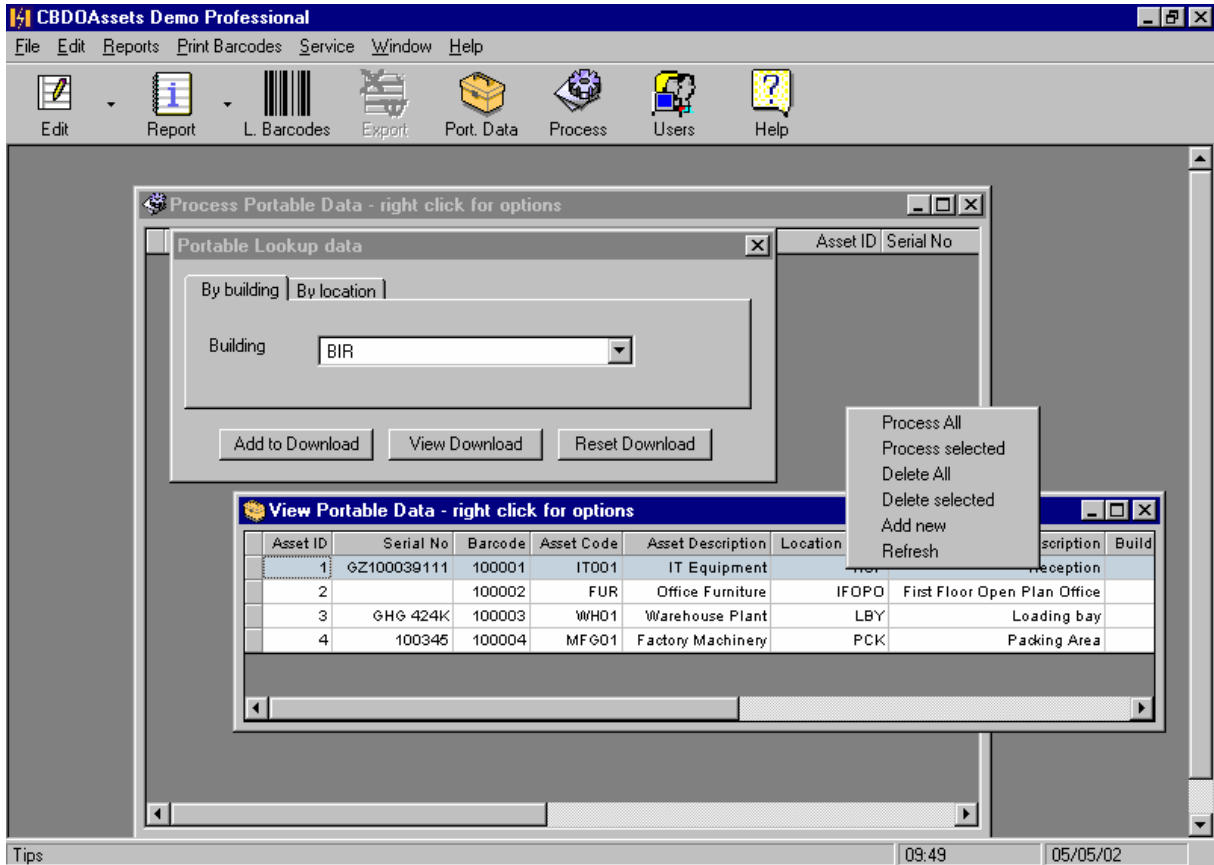 CBDOAssets Demo Professional
File Edit Reports Print Barcodes Service Window Help
Edit Report L. Barcodes Export Port. Data Process Users Help
Process Portable Data - right click for options
Asset ID Serial No
Portable Lookup data
By building By location
Building BIR
Add to Download View Download Reset Download
Process All
Process selected
Delete All
Delete selected
Add new
Refresh
View Portable Data - right click for options
Asset ID Serial No Barcode Asset Code Asset Description Location scription Build
1 GZ100039111 100001 IT001 IT Equipment Reception
2 100002 FUR Office Furniture IFOPO First Floor Open Plan Office
3 GHG 424K 100003 WH01 Warehouse Plant LBY Loading bay
4 100345 100004 MFG01 Factory Machinery PCK Packing Area
Tips 09:49 05/05/02